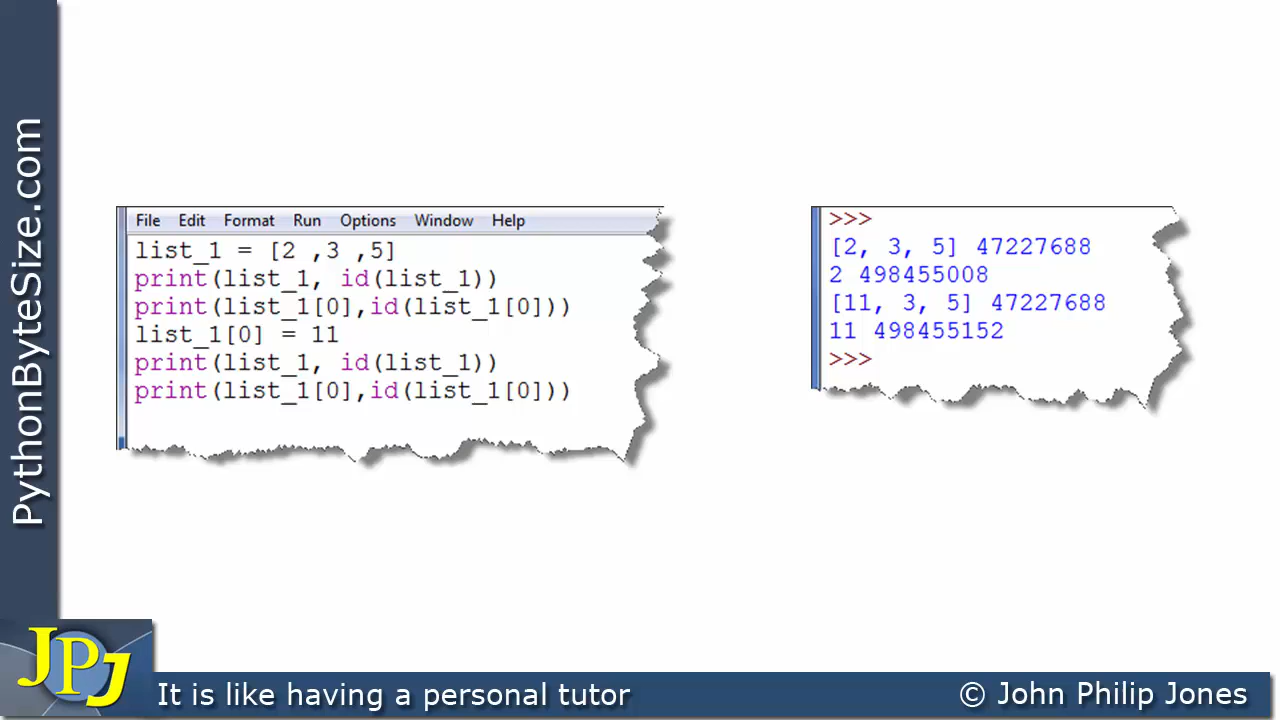 PythonByteSize.com
File Edit Format Run Options Window Help
list_1 = [2 ,3 ,5]
print(list_1, id(list_1))
print(list_1[0],id(list_1[0]))
list_1[0] = 11
print(list_1, id(list_1))
print(list_1[0],id(list_1[0]))
>>>
[2, 3, 5] 47227688
2 498455008
[11, 3, 5] 47227688
11 498455152
>>>
JPJ
It is like having a personal tutor
© John Philip Jones